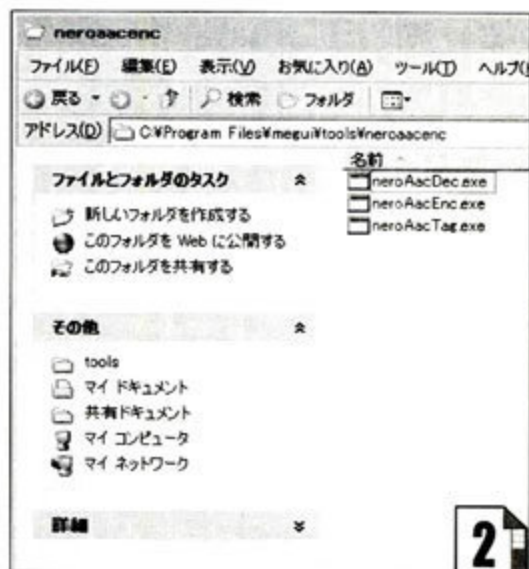 neroaacenc
ファイル(F) 編集(E) 表示(V) お気に入り(A) ツール(T) ヘルプ(
戻る 検索 フォルダ
アドレス(D) C:¥Program Files¥megui¥tools¥neroaacenc
名前
neroAacDec.exe
neroAacEnc.exe
neroAacTag.exe
ファイルとフォルダのタスク
新しいフォルダを作成する
このフォルダを Web に公開する
このフォルダを共有する
その他
tools
マイ ドキュメント
共有ドキュメント
マイ コンピュータ
マイ ネットワーク
詳細
2